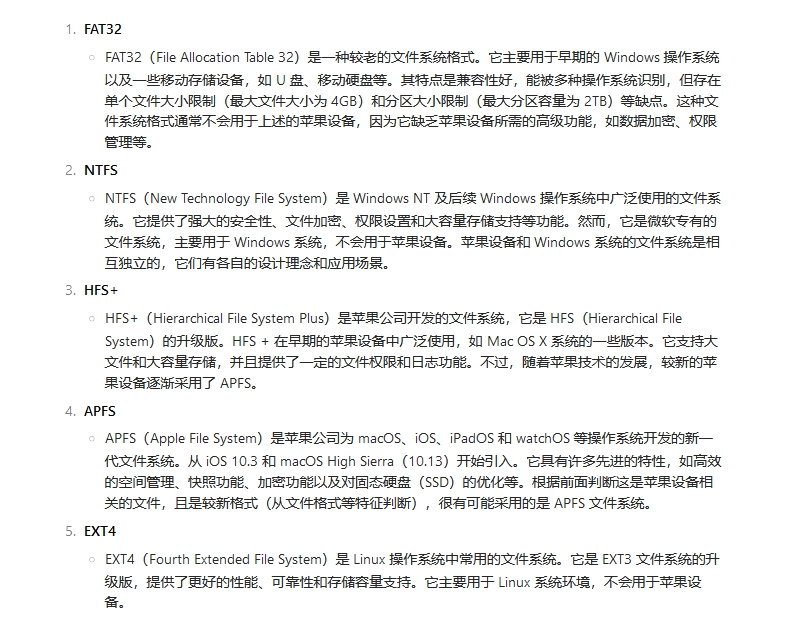 1. FAT32
○ FAT32（File Allocation Table 32）是一种较老的文件系统格式。它主要用于早期的 Windows 操作系统
以及一些移动存储设备，如 U 盘、移动硬盘等。其特点是兼容性好，能被多种操作系统识别，但存在
单个文件大小限制（最大文件大小为 4GB）和分区大小限制（最大分区容量为 2TB）等缺点。这种文
件系统格式通常不会用于上述的苹果设备，因为它缺乏苹果设备所需的高级功能，如数据加密、权限
管理等。
2. NTFS
○ NTFS（New Technology File System）是 Windows NT 及后续 Windows 操作系统中广泛使用的文件系
统。它提供了强大的安全性、文件加密、权限设置和大容量存储支持等功能。然而，它是微软专有的
文件系统，主要用于 Windows 系统，不会用于苹果设备。苹果设备和 Windows 系统的文件系统是相
互独立的，它们有各自的设计理念和应用场景。
3. HFS+
○ HFS+（Hierarchical File System Plus）是苹果公司开发的文件系统，它是 HFS（Hierarchical File
System）的升级版。HFS + 在早期的苹果设备中广泛使用，如 Mac OS X 系统的一些版本。它支持大
文件和大容量存储，并且提供了一定的文件权限和日志功能。不过，随着苹果技术的发展，较新的苹
果设备逐渐采用了 APFS。
4. APFS
○ APFS（Apple File System）是苹果公司为 macOS、iOS、iPadOS 和 watchOS 等操作系统开发的新一
代文件系统。从 iOS 10.3 和 macOS High Sierra（10.13）开始引入。它具有许多先进的特性，如高效
的空间管理、快照功能、加密功能以及对固态硬盘（SSD）的优化等。根据前面判断这是苹果设备相
关的文件，且是较新格式（从文件格式等特征判断），很有可能采用的是 APFS 文件系统。
5. EXT4
○ EXT4（Fourth Extended File System）是 Linux 操作系统中常用的文件系统。它是 EXT3 文件系统的升
级版，提供了更好的性能、可靠性和存储容量支持。它主要用于 Linux 系统环境，不会用于苹果设
备。